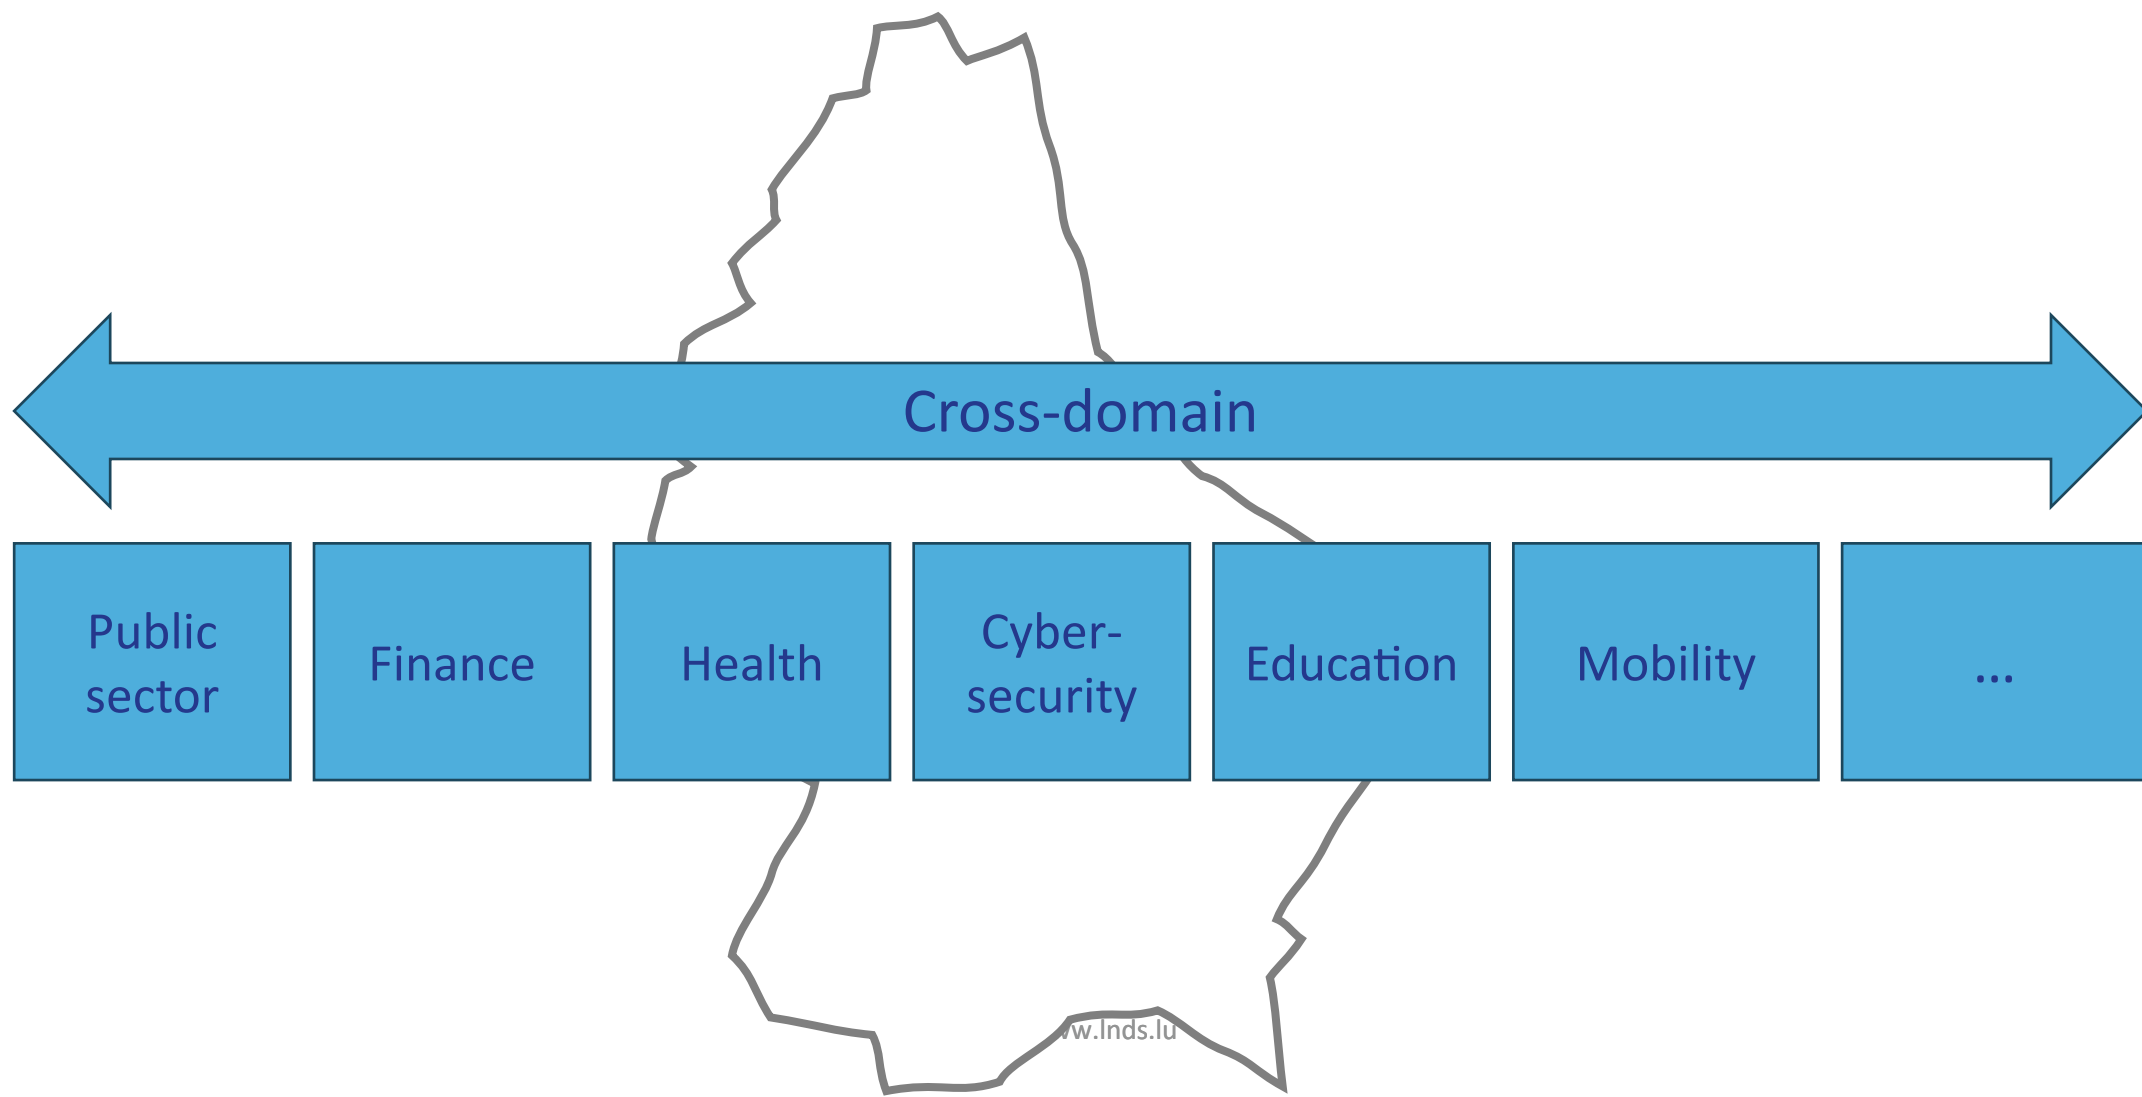 Cross-domain
Public
sector
Finance
Health
Cyber-
security
Education
Mobility
...
w.lnds.lu